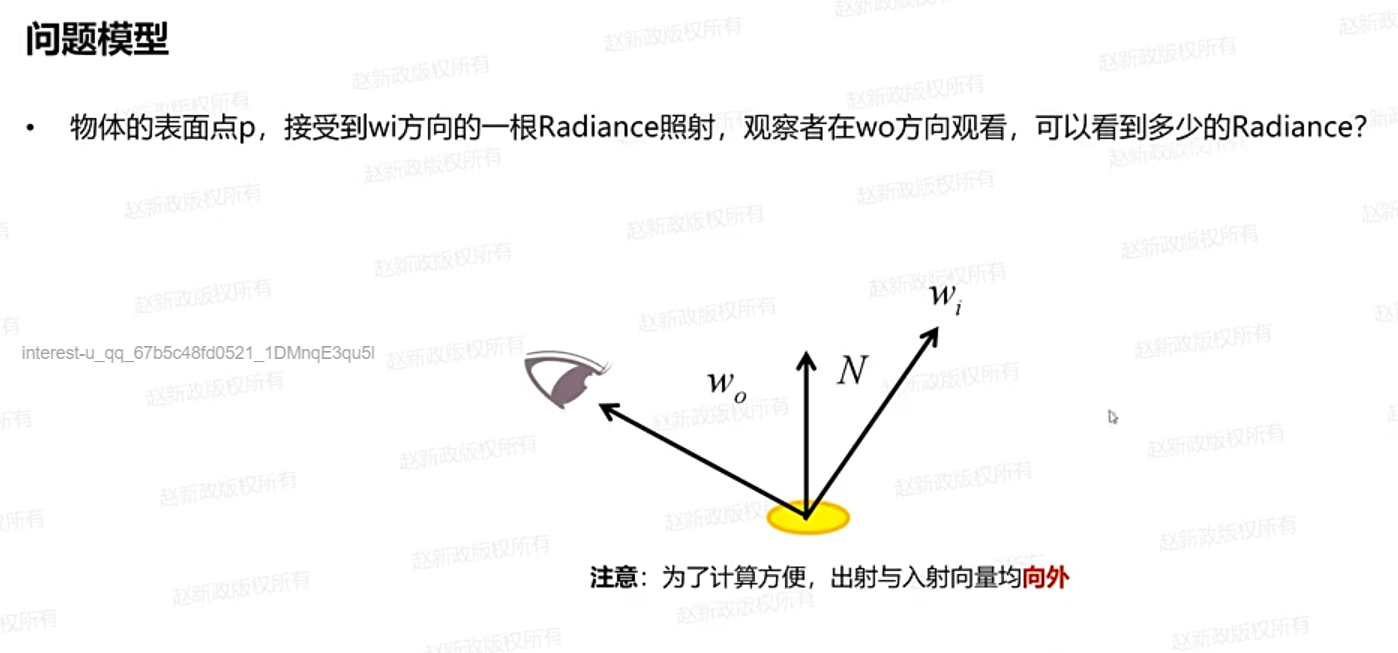 问题模型
• 物体的表面点p，接受到wi方向的一根Radiance照射，观察者在wo方向观看，可以看到多少的Radiance？
interest-u_qq_67b5c48fd0521_1DMnqE3qu5l
wi
wo
N
注意：为了计算方便，出射与入射向量均向外
赵新政版权所有